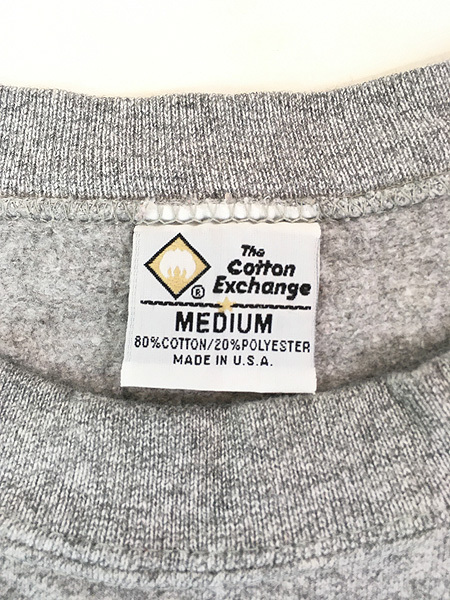 The
Cotton
® Exchange
MEDIUM
80%COTTON/20%POLYESTER
MADE IN U.S.A.